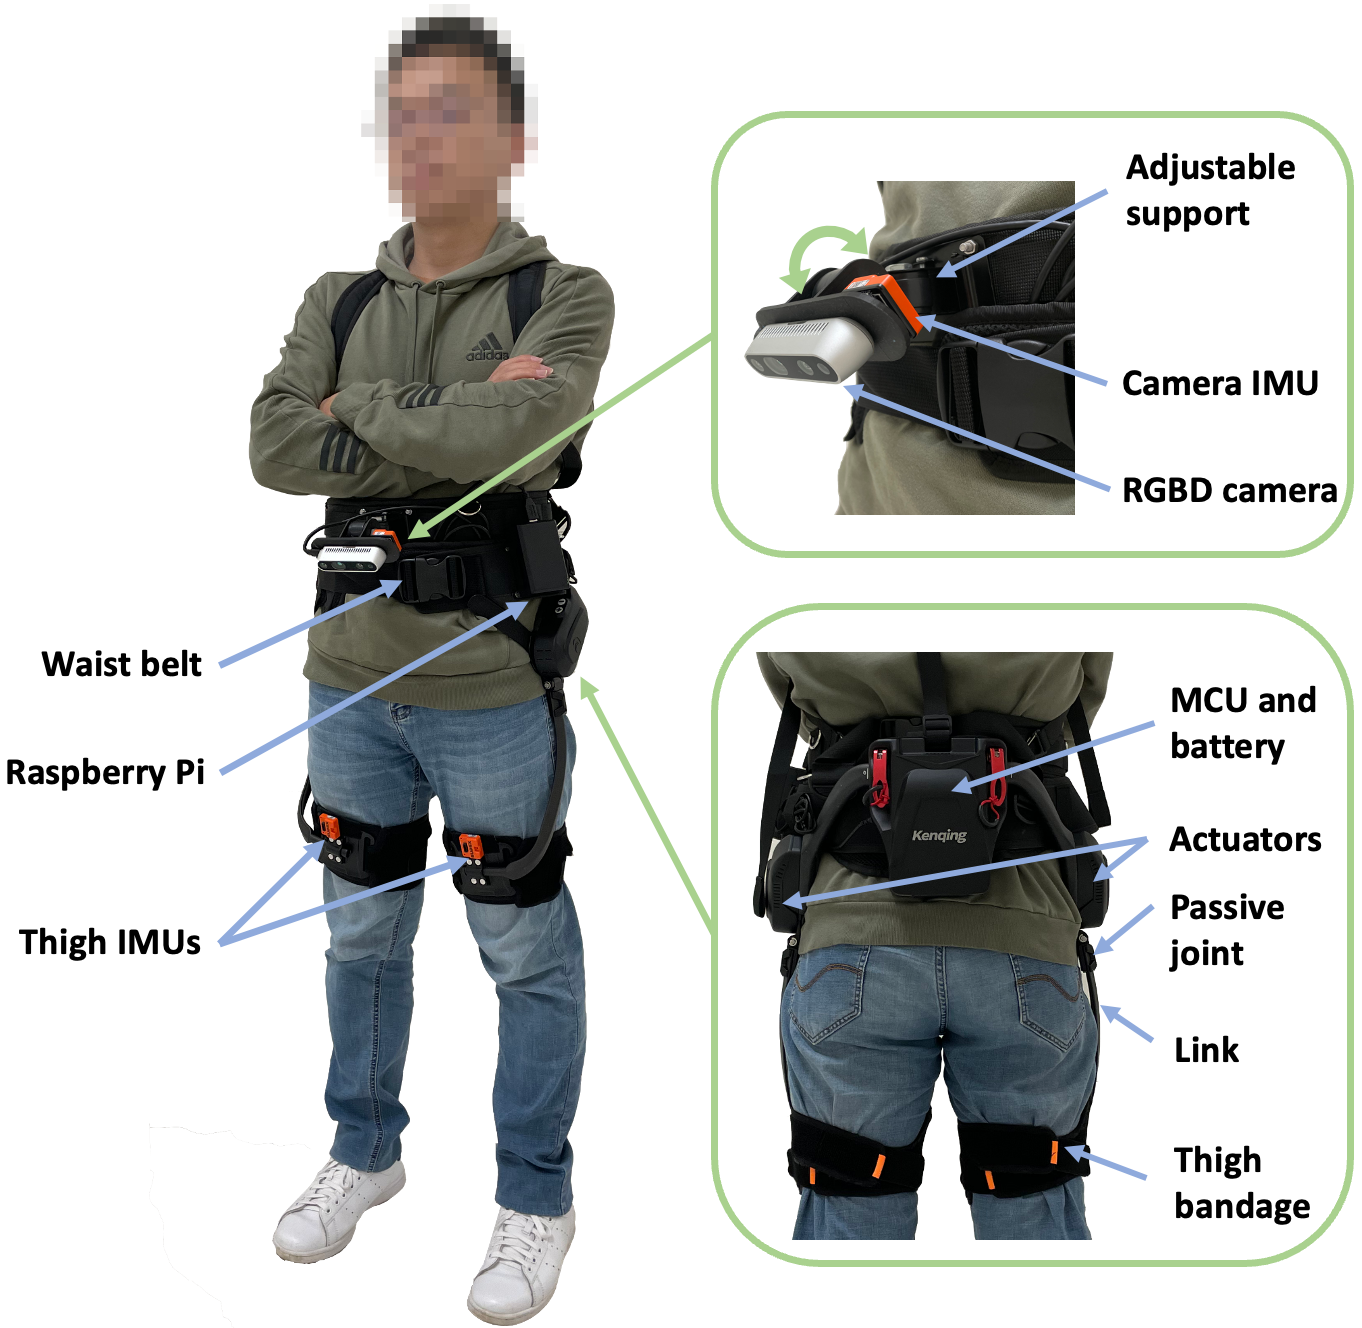 adidas
Waist belt
Raspberry Pi
Thigh IMUs
Adjustable
support
Camera IMU
RGBD camera
MCU and
battery
Kenqing
Actuators
Passive
joint
Link
Thigh
bandage